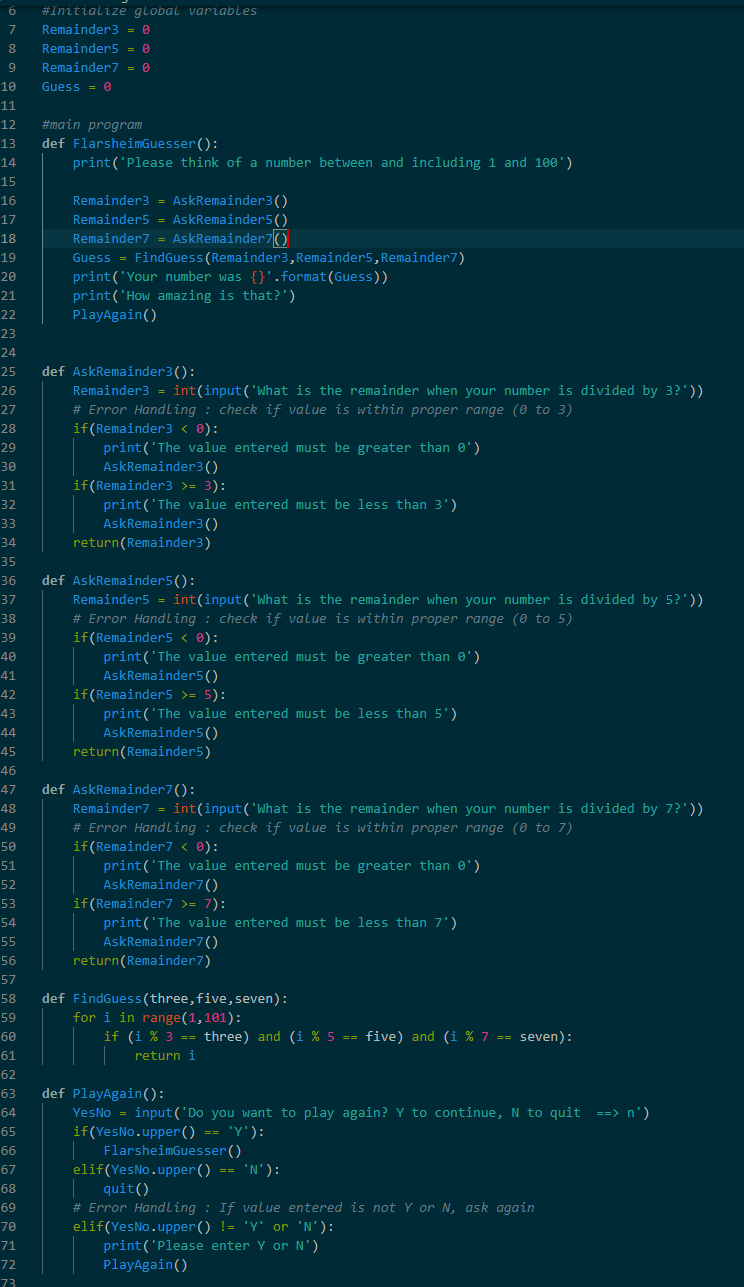 6 #Initialize global variables
7 Remainder3 = 0
8 Remainder5 = 0
9 Remainder7 = 0
10 Guess = 0
11
12 #main program
13 def FlarsheimGuesser():
14     print('Please think of a number between and including 1 and 100')
15
16     Remainder3 = AskRemainder3()
17     Remainder5 = AskRemainder5()
18     Remainder7 = AskRemainder7()
19     Guess = FindGuess(Remainder3,Remainder5,Remainder7)
20     print('Your number was {}'.format(Guess))
21     print('How amazing is that?')
22     PlayAgain()
23
24
25 def AskRemainder3():
26     Remainder3 = int(input('What is the remainder when your number is divided by 3?'))
27     # Error Handling : check if value is within proper range (0 to 3)
28     if(Remainder3 < 0):
29         print('The value entered must be greater than 0')
30         AskRemainder3()
31     if(Remainder3 >= 3):
32         print('The value entered must be less than 3')
33         AskRemainder3()
34     return(Remainder3)
35
36 def AskRemainder5():
37     Remainder5 = int(input('What is the remainder when your number is divided by 5?'))
38     # Error Handling : check if value is within proper range (0 to 5)
39     if(Remainder5 < 0):
40         print('The value entered must be greater than 0')
41         AskRemainder5()
42     if(Remainder5 >= 5):
43         print('The value entered must be less than 5')
44         AskRemainder5()
45     return(Remainder5)
46
47 def AskRemainder7():
48     Remainder7 = int(input('What is the remainder when your number is divided by 7?'))
49     # Error Handling : check if value is within proper range (0 to 7)
50     if(Remainder7 < 0):
51         print('The value entered must be greater than 0')
52         AskRemainder7()
53     if(Remainder7 >= 7):
54         print('The value entered must be less than 7')
55         AskRemainder7()
56     return(Remainder7)
57
58 def FindGuess(three,five,seven):
59     for i in range(1,101):
60         if (i % 3 == three) and (i % 5 == five) and (i % 7 == seven):
61             return i
62
63 def PlayAgain():
64     YesNo = input('Do you want to play again? Y to continue, N to quit  ==> n')
65     if(YesNo.upper() == 'Y'):
66         FlarsheimGuesser()
67     elif(YesNo.upper() == 'N'):
68         quit()
69     # Error Handling : If value entered is not Y or N, ask again
70     elif(YesNo.upper() != 'Y' or 'N'):
71         print('Please enter Y or N')
72         PlayAgain()
73